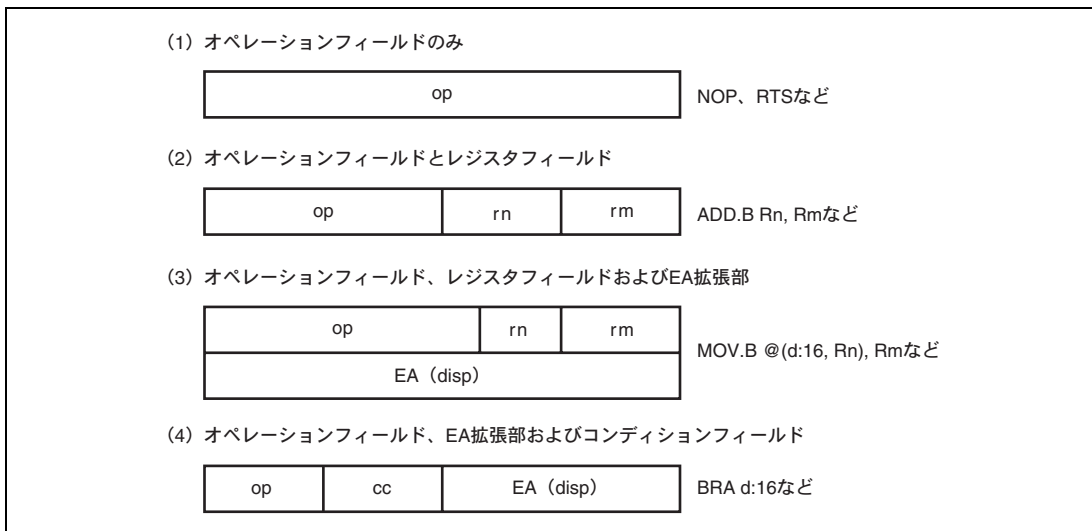 (1) オペレーションフィールドのみ
op
NOP、RTSなど
(2) オペレーションフィールドとレジスタフィールド
op rn rm
ADD.B Rn, Rmなど
(3) オペレーションフィールド、レジスタフィールドおよびEA拡張部
op rn rm
EA（disp）
MOV.B @(d:16, Rn), Rmなど
(4) オペレーションフィールド、EA拡張部およびコンディションフィールド
op cc EA（disp）
BRA d:16など